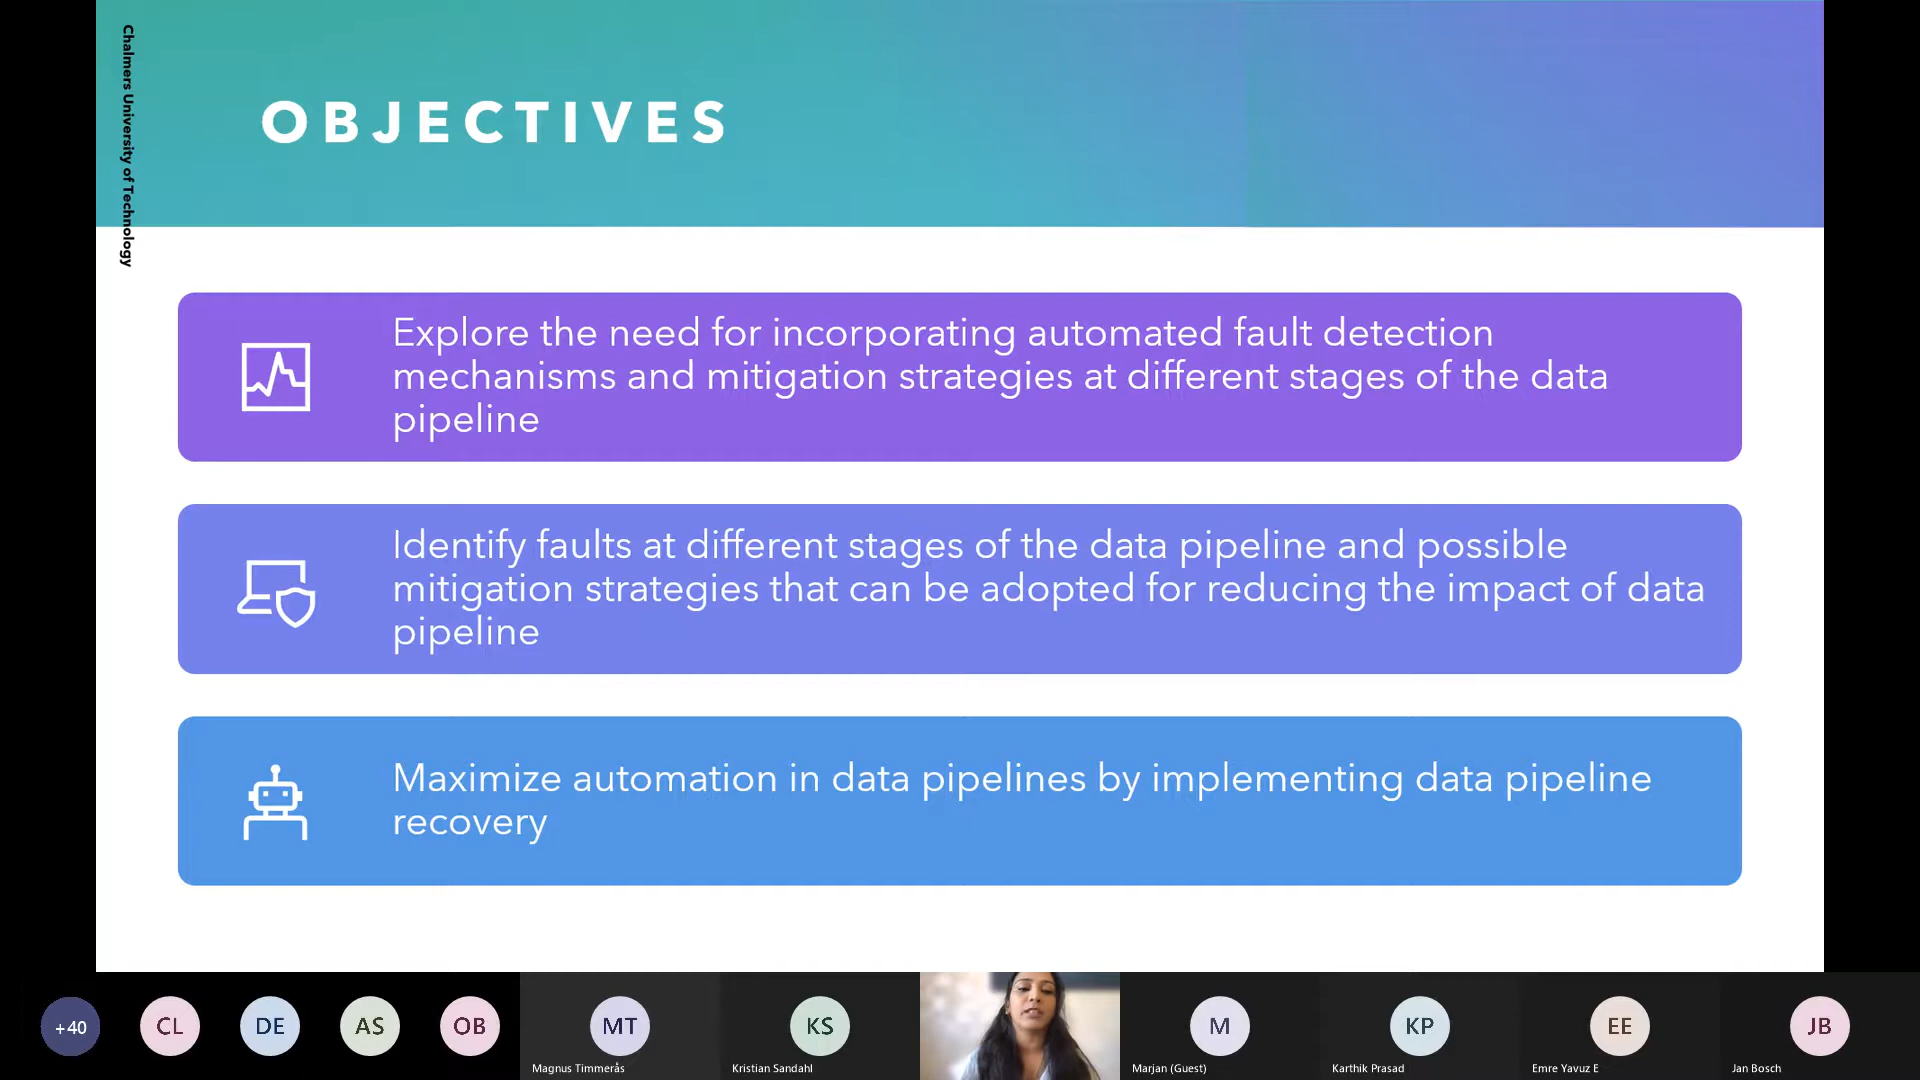 Chalmers University of Technology
OBJECTIVES
Explore the need for incorporating automated fault detection
mechanisms and mitigation strategies at different stages of the data
pipeline
Identify faults at different stages of the data pipeline and possible
mitigation strategies that can be adopted for reducing the impact of data
pipeline
Maximize automation in data pipelines by implementing data pipeline
recovery
+40
CL
DE
AS
OB
MT
KS
M
KP
EE
JB
Magnus Timmerås
Kristian Sandahl
Marjan (Guest)
Karthik Prasad
Emre Yavuz E
Jan Bosch